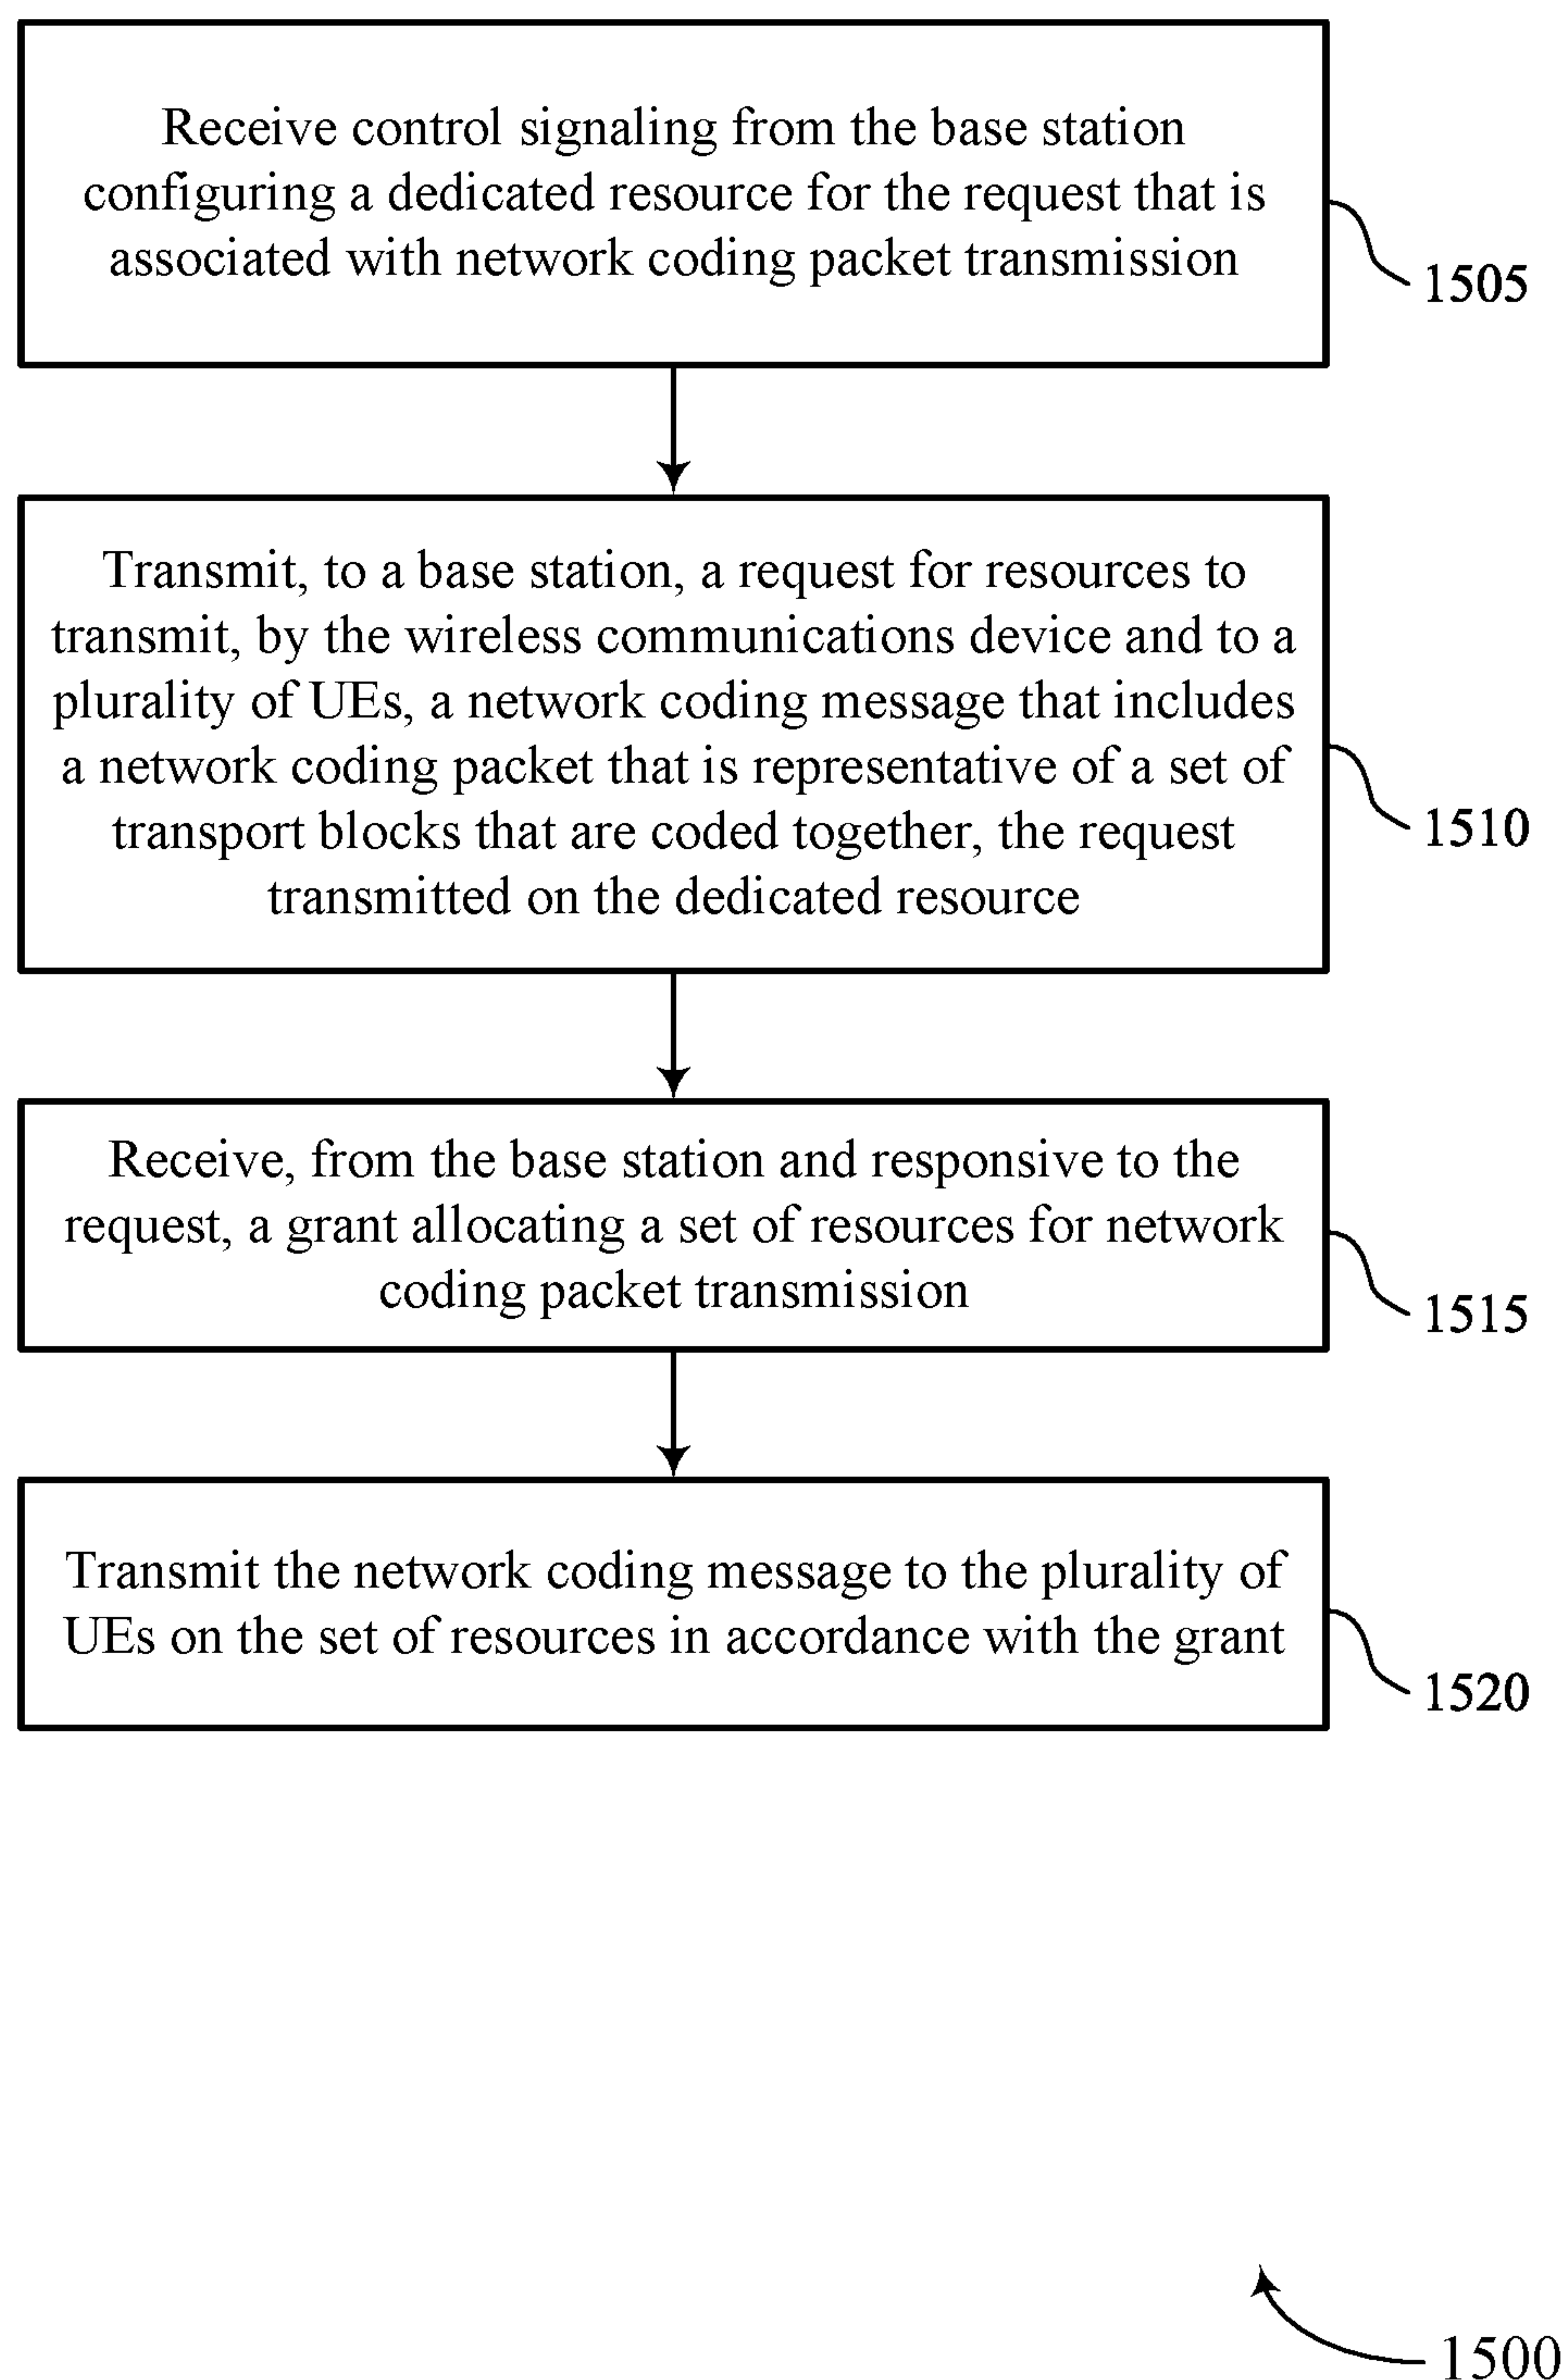 Receive control signaling from the base station
configuring a dedicated resource for the request that is
associated with network coding packet transmission
1505
Transmit, to a base station, a request for resources to
transmit, by the wireless communications device and to a
plurality of UEs, a network coding message that includes
a network coding packet that is representative of a set of
transport blocks that are coded together, the request
transmitted on the dedicated resource
1510
Receive, from the base station and responsive to the
request, a grant allocating a set of resources for network
coding packet transmission
1515
Transmit the network coding message to the plurality of
UEs on the set of resources in accordance with the grant
1520
1500